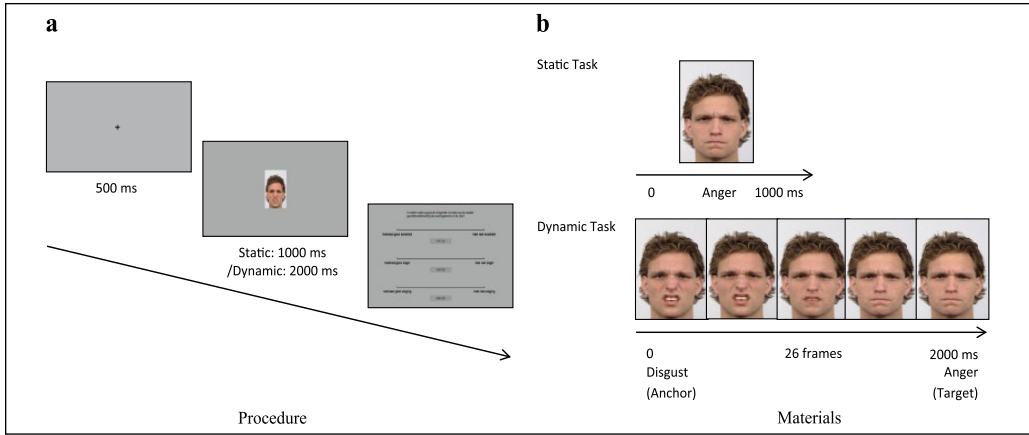 a
500 ms
Static: 1000 ms
/Dynamic: 2000 ms
Procedure
b
Static Task
0 Anger 1000 ms
Dynamic Task
0 26 frames 2000 ms
Disgust Anger
(Anchor) (Target)
Materials